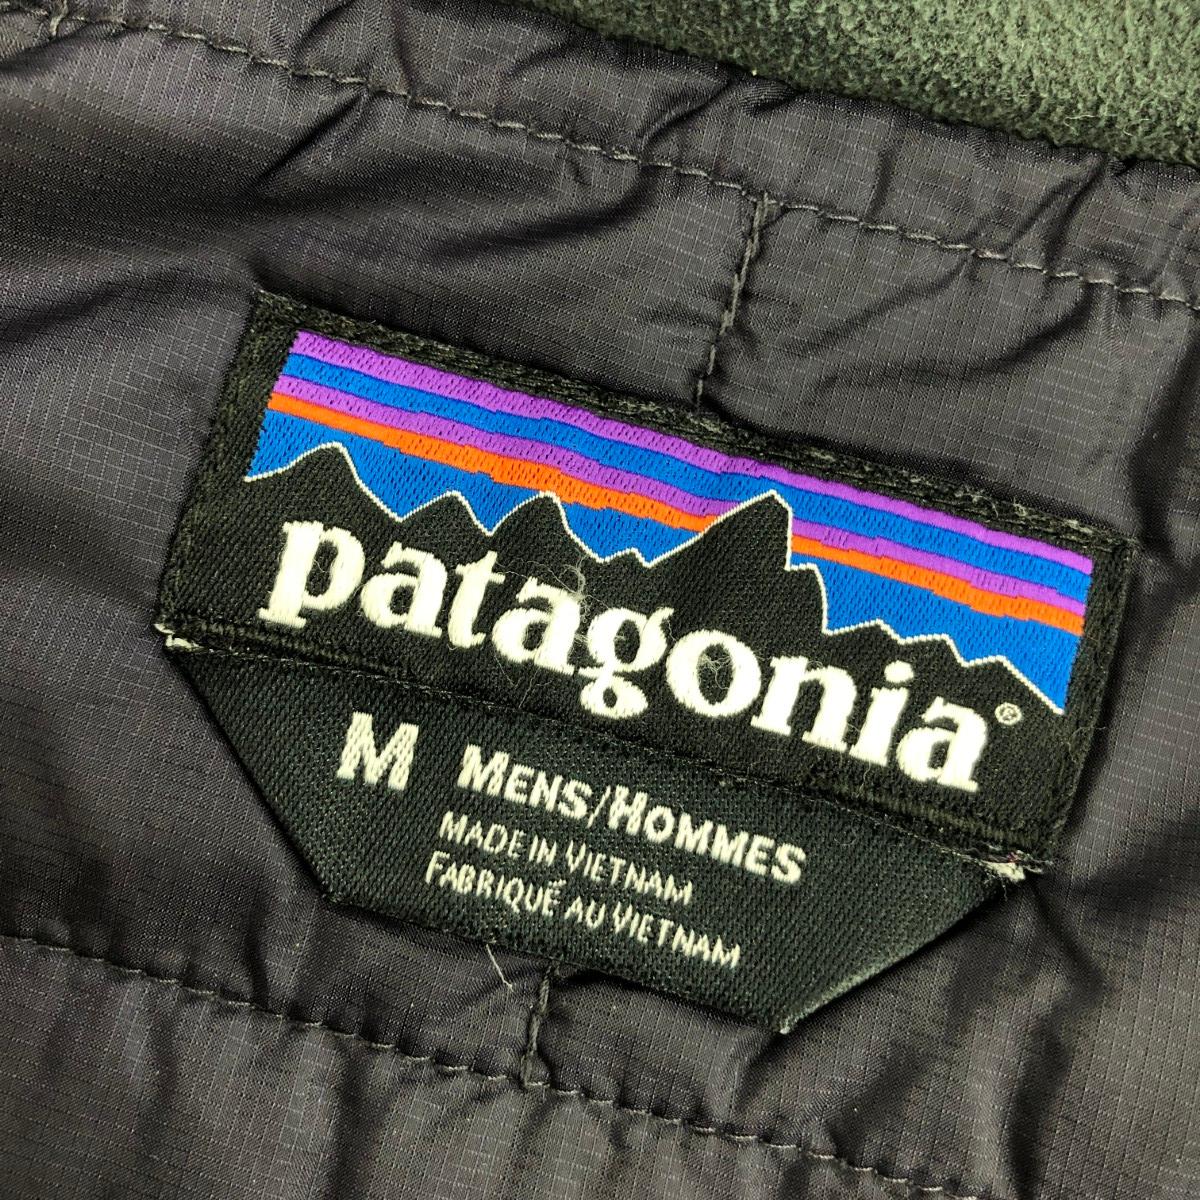 patagonia®
M MENS/HOMMES
MADE IN VIETNAM
FABRIQUÉ AU VIETNAM